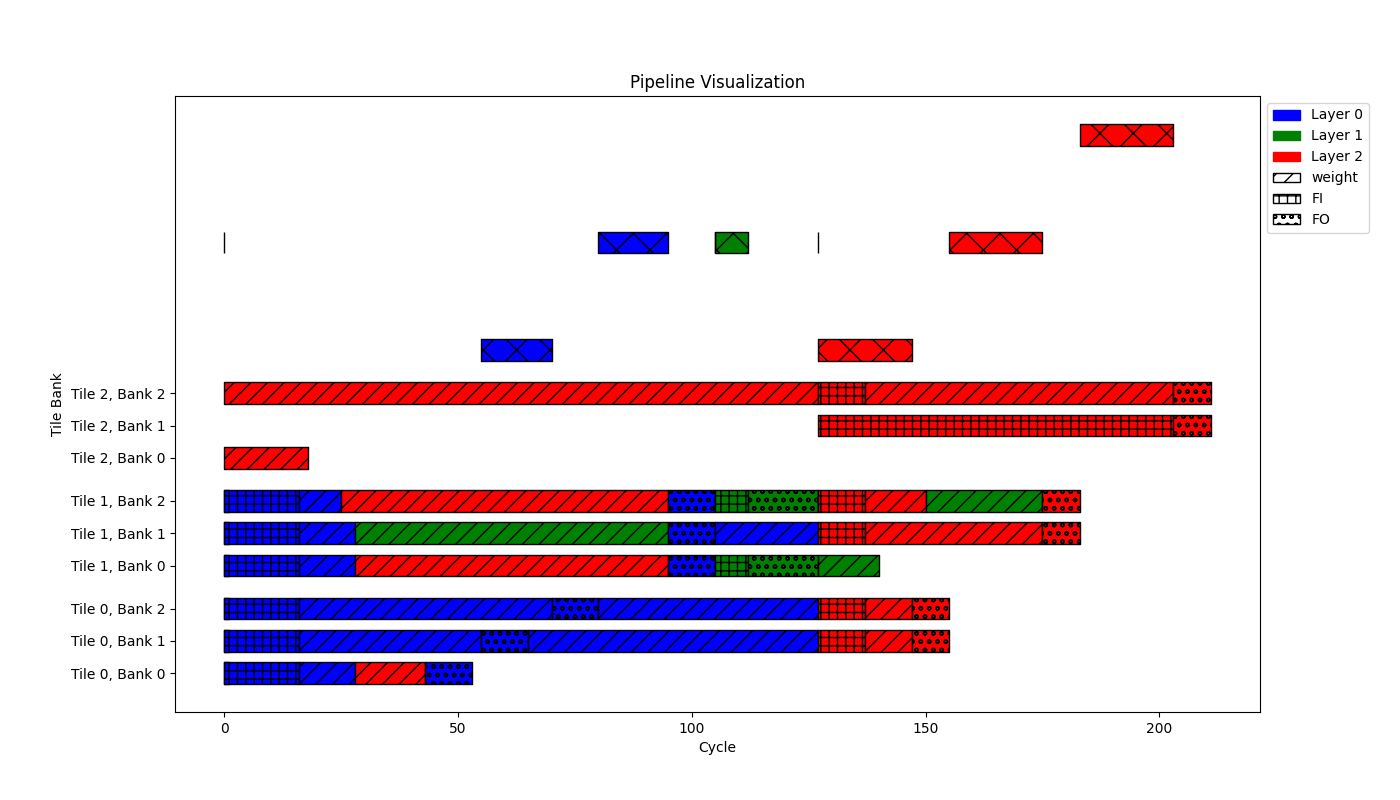 Pipeline Visualization
Layer 0
Layer 1
Layer 2
weight
FI
FO
Tile Bank
Tile 2, Bank 2
Tile 2, Bank 1
Tile 2, Bank 0
Tile 1, Bank 2
Tile 1, Bank 1
Tile 1, Bank 0
Tile 0, Bank 2
Tile 0, Bank 1
Tile 0, Bank 0
0 50 100 150 200
Cycle